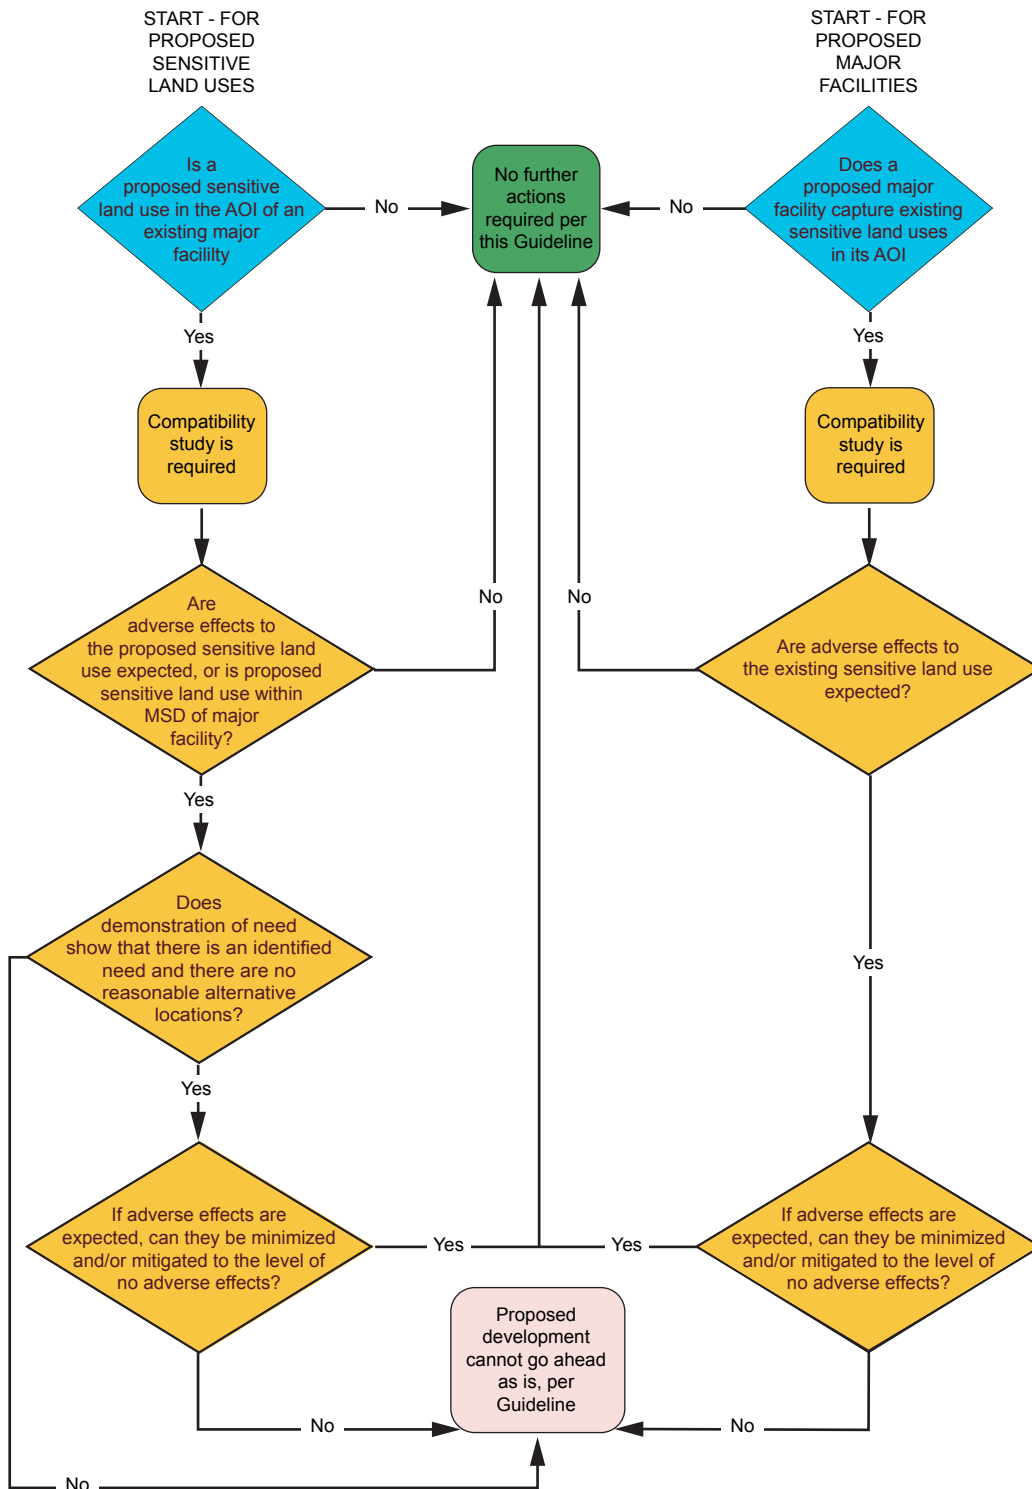 START - FOR
PROPOSED
SENSITIVE
LAND USES
START - FOR
PROPOSED
MAJOR
FACILITIES
Is a
proposed sensitive
land use in the AOI of an
existing major
facililty
No
No further
actions
required per
this Guideline
No
Does a
proposed major
facility capture existing
sensitive land uses
in its AOI
Yes
Yes
Compatibility
study is
required
Compatibility
study is
required
Are
adverse effects to
the proposed sensitive land
use expected, or is proposed
sensitive land use within
MSD of major
facility?
No
No
Are adverse effects to
the existing sensitive land use
expected?
Yes
Does
demonstration of need
show that there is an identified
need and there are no
reasonable alternative
locations?
Yes
Yes
If adverse effects are
expected, can they be minimized
and/or mitigated to the level of
no adverse effects?
Yes
Yes
If adverse effects are
expected, can they be minimized
and/or mitigated to the level of
no adverse effects?
Proposed
development
cannot go ahead
as is, per
Guideline
No
No
No